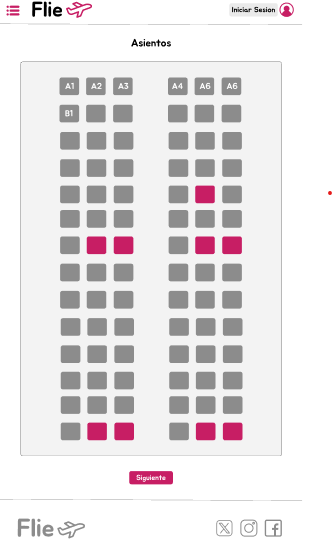 Flie
Iniciar Sesion
Asientos
A1 A2 A3 A4 A6 A6
B1
Siguiente
Flie